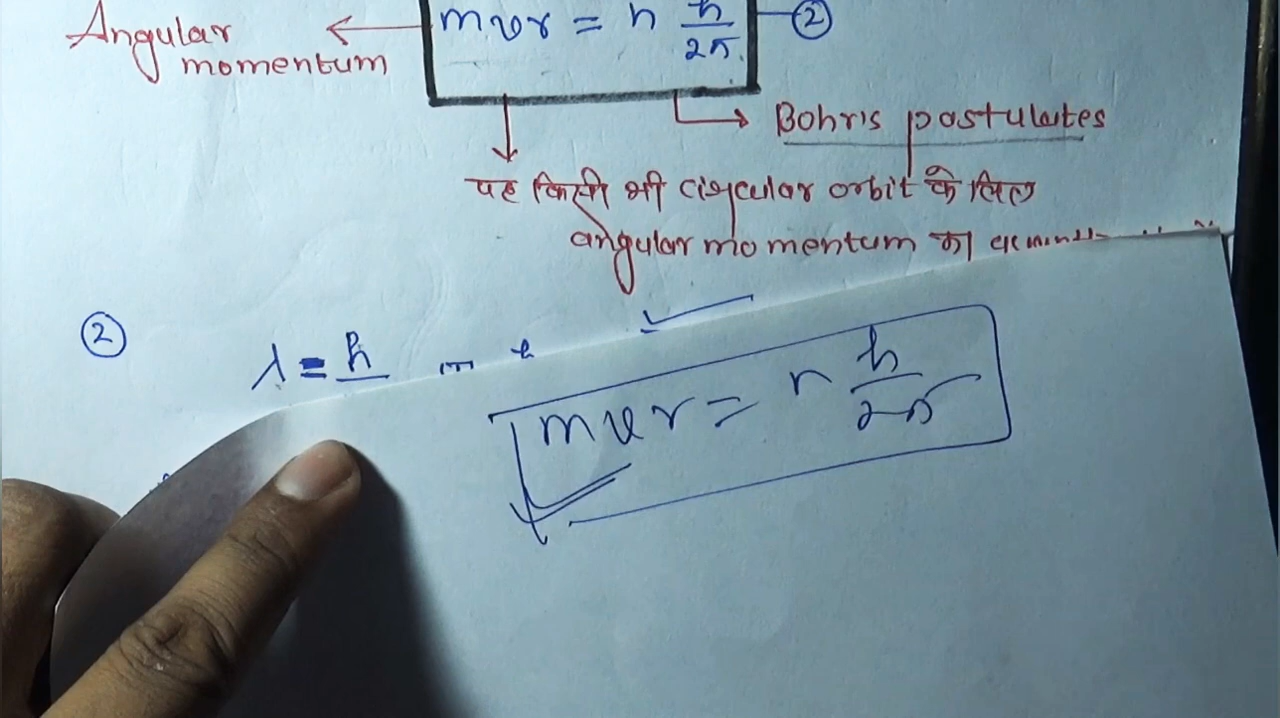 Angular ← mvr = n h/2π — ②
momentum
Bohr's postulates
यह किसी भी circular orbit के लिए
angular momentum का
② λ = h
mvr = n h/2π